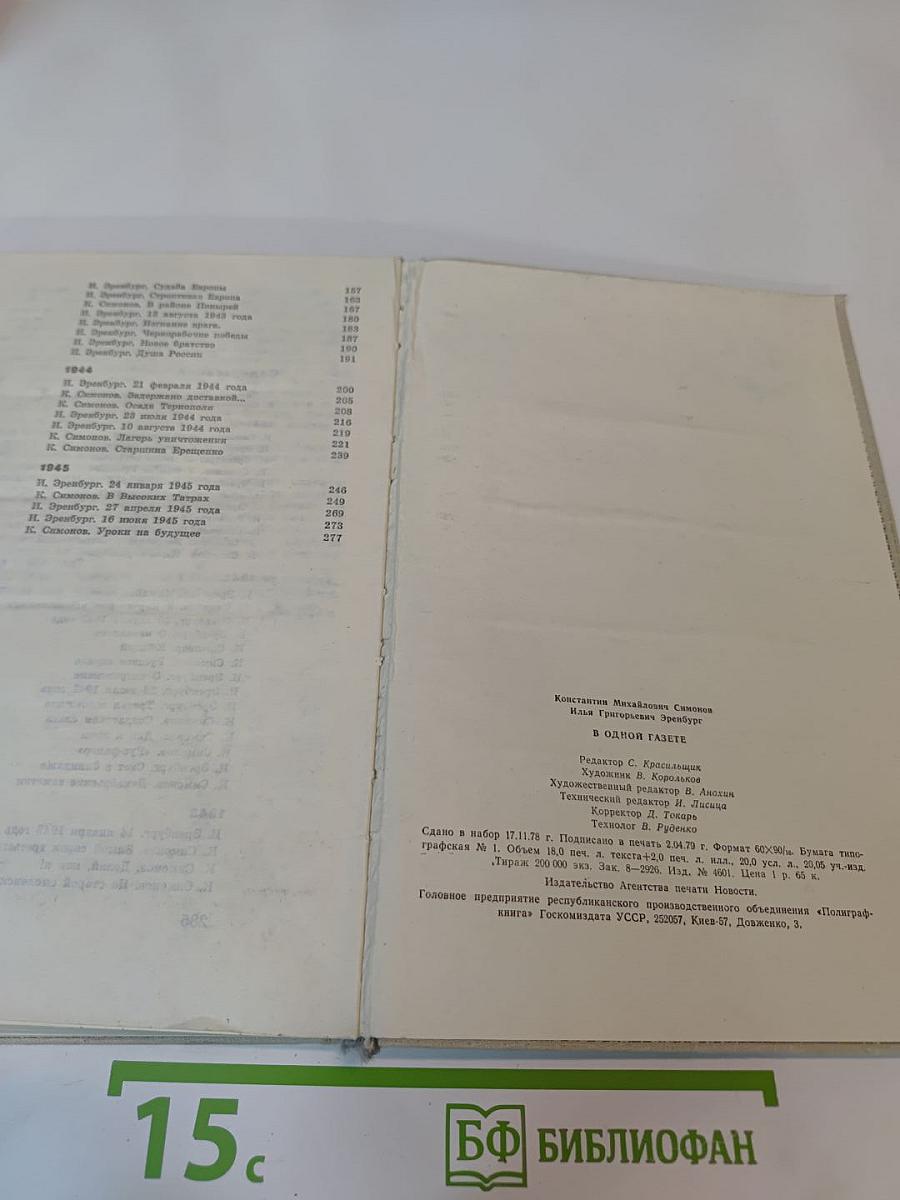 И. Эренбург. Судьба Европы 157
И. Эренбург. Строптивая Европа 163
К. Симонов. В районе Понырей 167
И. Эренбург. 13 августа 1943 года 180
И. Эренбург. Изгнание врага. 183
И. Эренбург. Чернорабочие победы 187
И. Эренбург. Новое братство 190
И. Эренбург. Душа России 191
1944
И. Эренбург. 21 февраля 1944 года 200
К. Симонов. Задержано доставкой... 205
К. Симонов. Осада Тернополя 208
И. Эренбург. 23 июля 1944 года 216
И. Эренбург. 10 августа 1944 года 219
К. Симонов. Лагерь уничтожения 221
К. Симонов. Старшина Ерещенко 239
1945
И. Эренбург. 24 января 1945 года 246
К. Симонов. В Высоких Татрах 249
И. Эренбург. 27 апреля 1945 года 269
И. Эренбург. 16 июня 1945 года 273
К. Симонов. Уроки на будущее 277
Константин Михайлович Симонов
Илья Григорьевич Эренбург
В ОДНОЙ ГАЗЕТЕ
Редактор С. Красильщик
Художник В. Корольков
Художественный редактор В. Анохин
Технический редактор И. Лисица
Корректор Д. Токарь
Технолог В. Руденко
Сдано в набор 17.11.78 г. Подписано в печать 2.04.79 г. Формат 60×90/16. Бумага типо-
графская № 1. Объем 18,0 печ. л. текста+2,0 печ. л. илл., 20,0 усл. л., 20,05 уч.-изд.
Тираж 200 000 экз. Зак. 8—2926. Изд. № 4601. Цена 1 р. 65 к.
Издательство Агентства печати Новости.
Головное предприятие республиканского производственного объединения «Полиграф-
книга» Госкомиздата УССР, 252057, Киев-57, Довженко, 3.
15 с
БФ БИБЛИОФАН